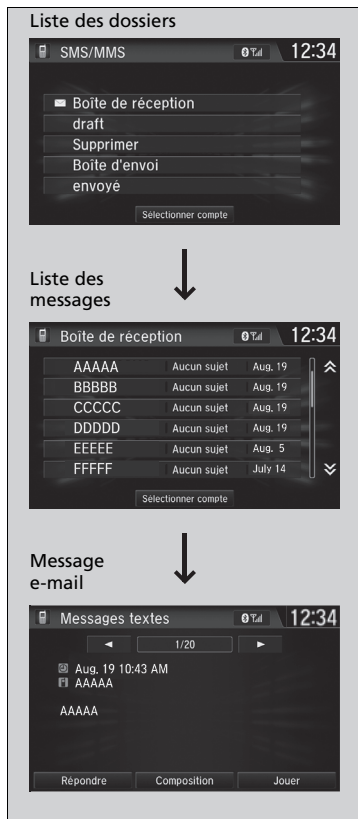 Liste des dossiers
SMS/MMS 12:34
Boîte de réception
draft
Supprimer
Boîte d'envoi
envoyé
Sélectionner compte
Liste des
messages
Boîte de réception 12:34
AAAAA Aucun sujet Aug. 19
BBBBB Aucun sujet Aug. 19
CCCCC Aucun sujet Aug. 19
DDDDD Aucun sujet Aug. 19
EEEEE Aucun sujet Aug. 5
FFFFF Aucun sujet July 14
Sélectionner compte
Message
e-mail
Messages textes 12:34
1/20
Aug. 19 10:43 AM
AAAAA
AAAAA
Répondre Composition Jouer